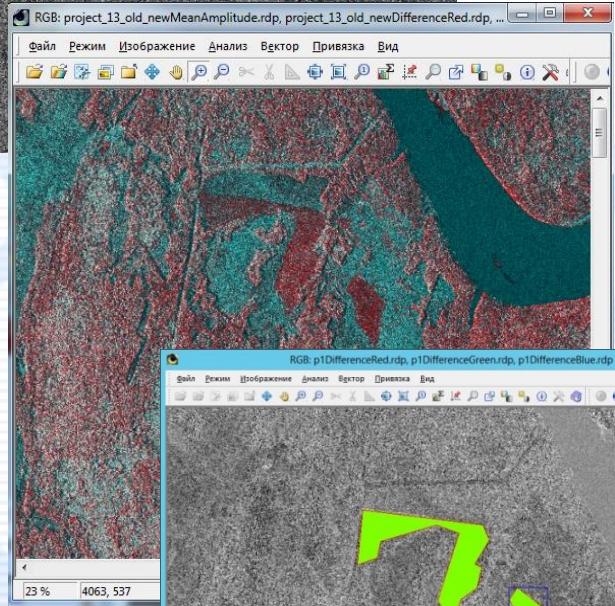 RGB: project_13_old_newMeanAmplitude.rdp, project_13_old_newDifferenceRed.rdp, ...
Файл Режим Изображение Анализ Вектор Привязка Вид
RGB: p1DifferenceRed.rdp, p1DifferenceGreen.rdp, p1DifferenceBlue.rdp
Файл Режим Изображение Анализ Вектор Привязка Вид
23 % 4063, 537